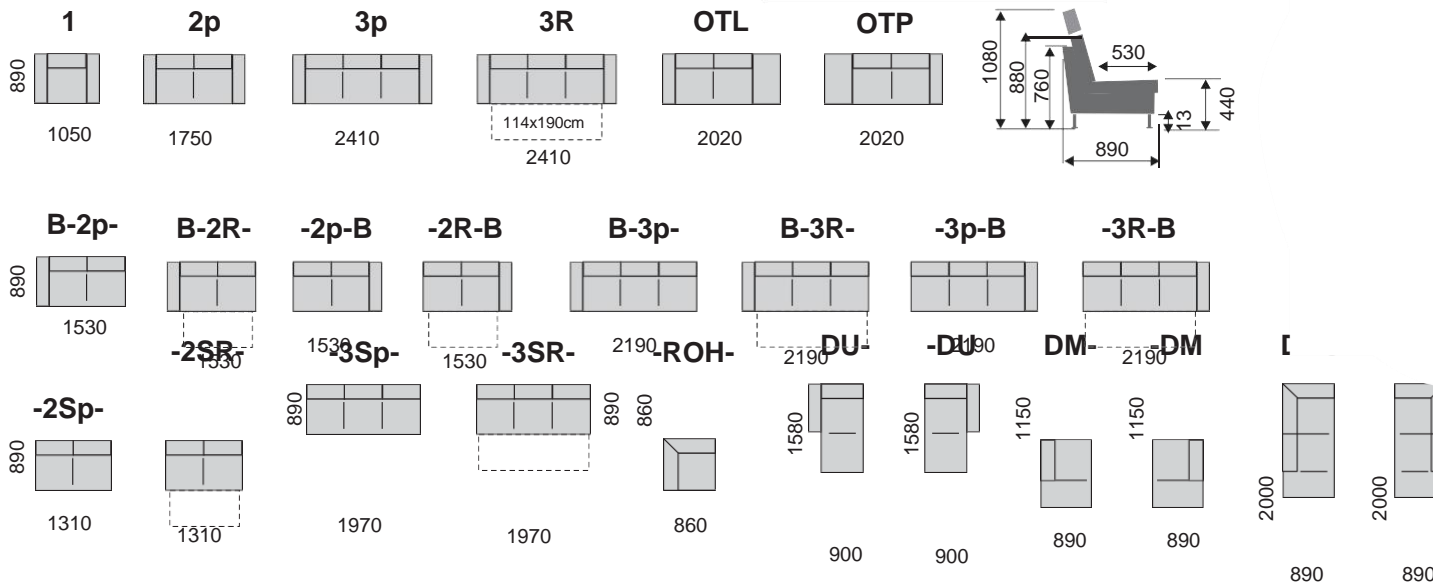 1 2p 3p 3R OTL OTP
890 1080 880 760 530 440 13
114x190cm
1050 1750 2410 2410 2020 2020 890
B-2p- B-2R- -2p-B -2R-B B-3p- B-3R- -3p-B -3R-B
890
1530 1530 1530 1530 2190 2190 2190 2190
-2SR- -3Sp- -3SR- -ROH- DU- -DU DM- -DM
-2Sp- 890 890 860 1580 1580 1150 1150
890 2000 2000
1310 1310 1970 1970 860 900 900 890 890 890 890